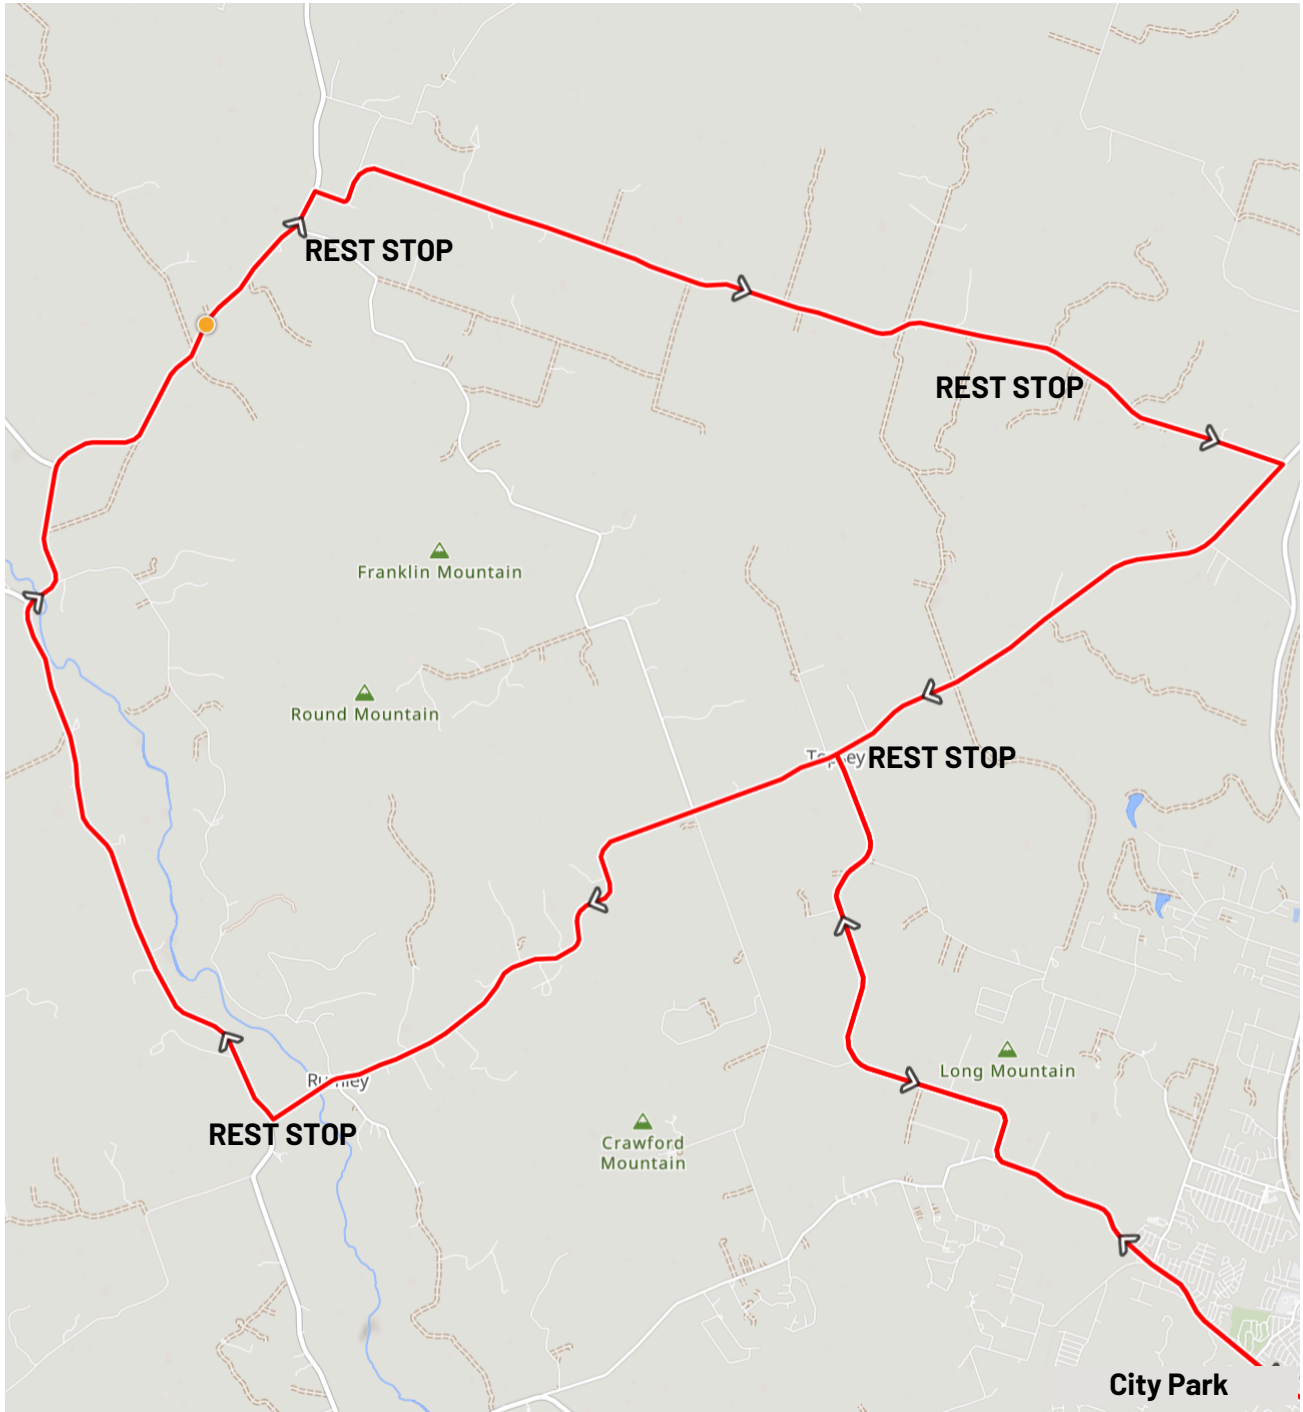 REST STOP
REST STOP
Franklin Mountain
Round Mountain
REST STOP
Long Mountain
REST STOP
Crawford
Mountain
City Park